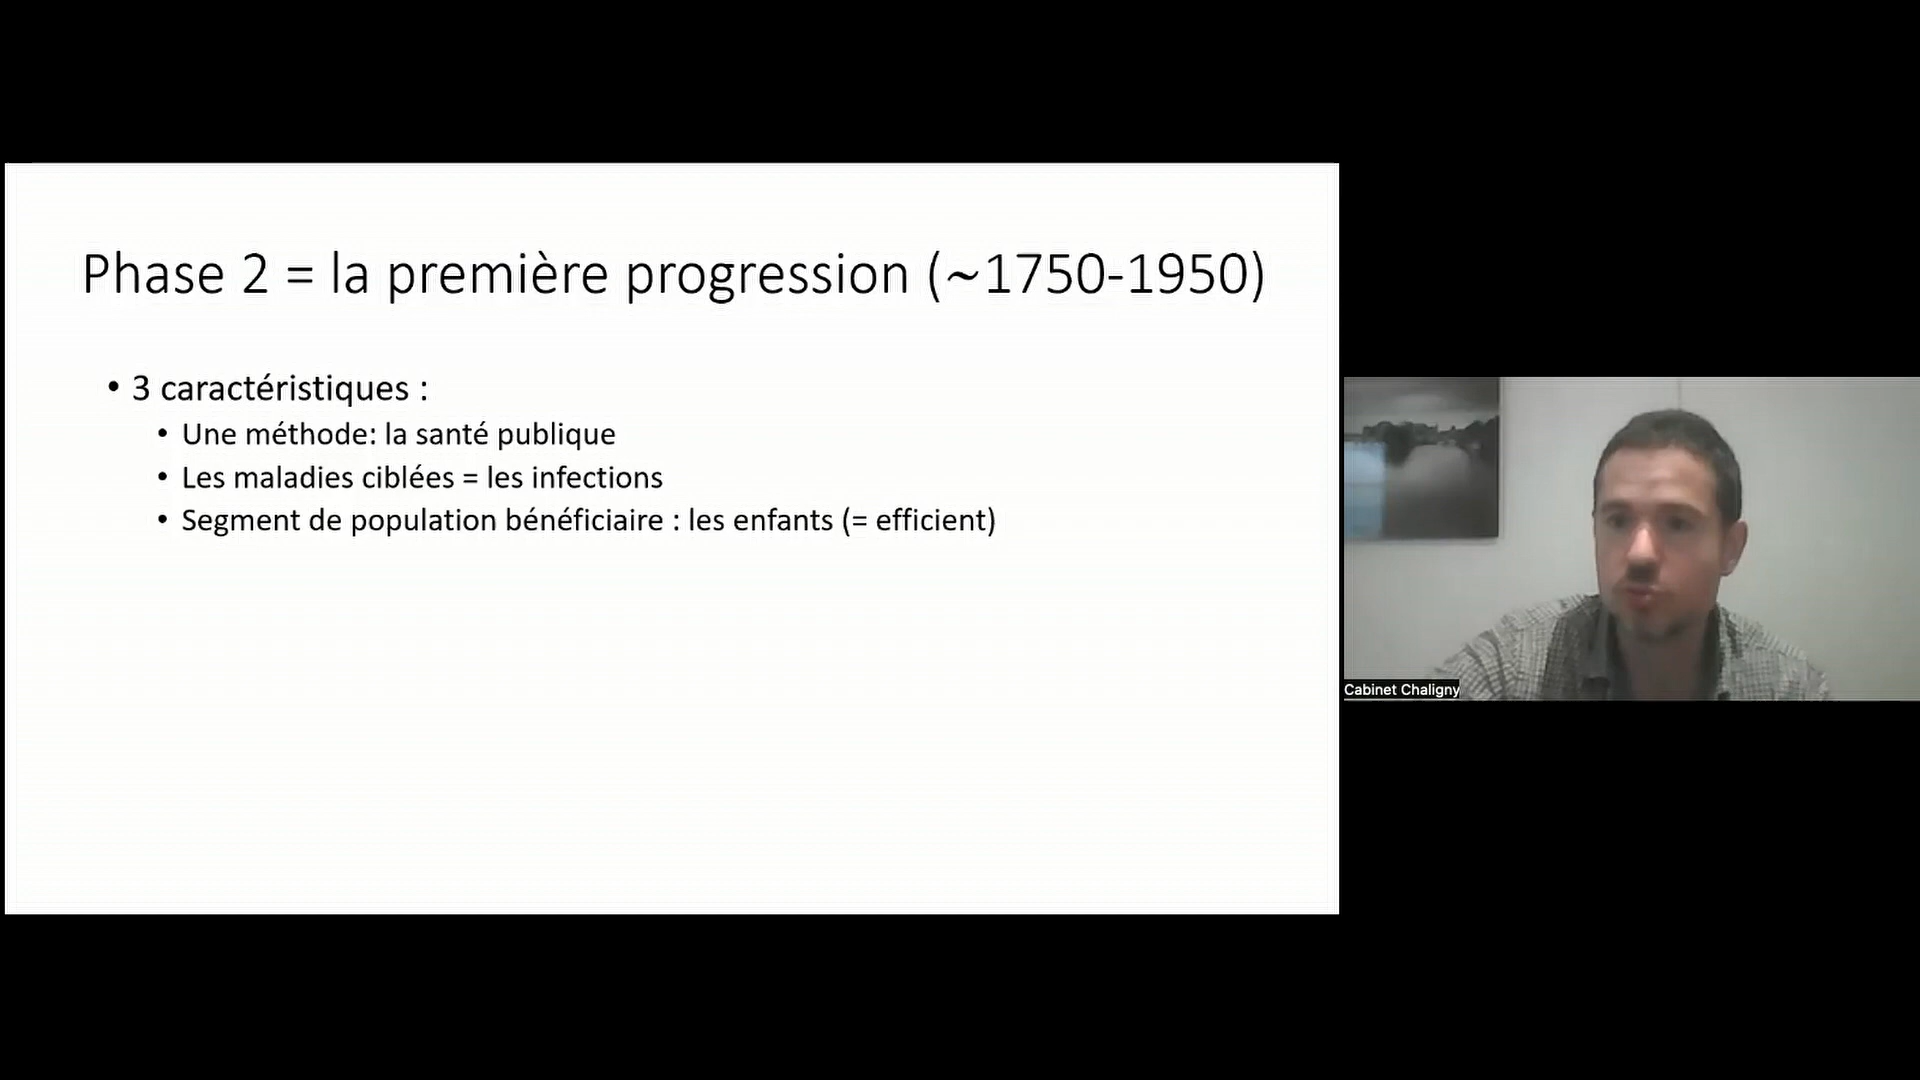 Phase 2 = la première progression (~1750-1950)
• 3 caractéristiques :
• Une méthode: la santé publique
• Les maladies ciblées = les infections
• Segment de population bénéficiaire : les enfants (= efficient)
Cabinet Chaligny